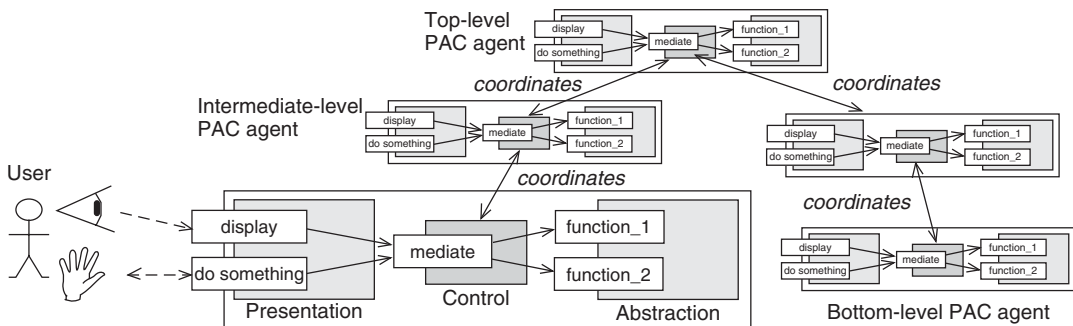 Top-level
PAC agent
display
do something
mediate
function_1
function_2
coordinates
coordinates
Intermediate-level
PAC agent
display
do something
mediate
function_1
function_2
display
do something
mediate
function_1
function_2
User
coordinates
coordinates
display
do something
mediate
function_1
function_2
Presentation
Control
Abstraction
display
do something
mediate
function_1
function_2
Bottom-level PAC agent